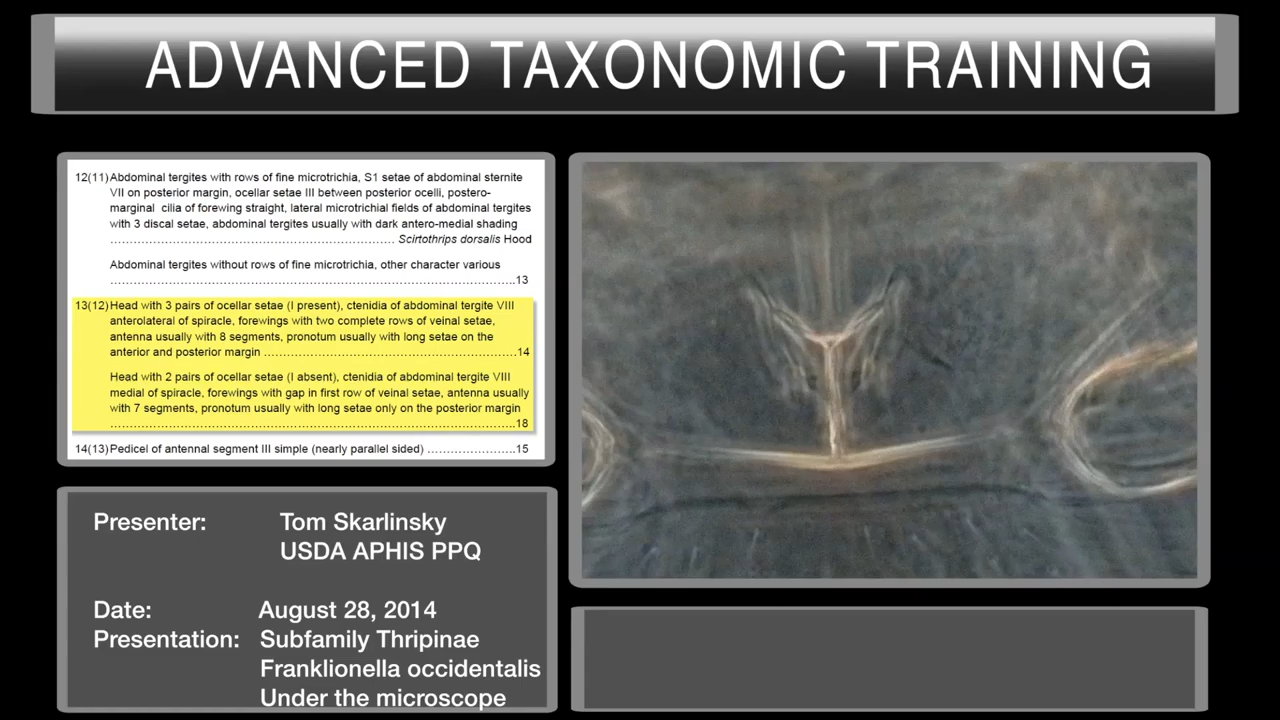 ADVANCED TAXONOMIC TRAINING
12(11) Abdominal tergites with rows of fine microtrichia, S1 setae of abdominal sternite
VII on posterior margin, ocellar setae III between posterior ocelli, postero-
marginal cilia of forewing straight, lateral microtrichial fields of abdominal tergites
with 3 discal setae, abdominal tergites usually with dark antero-medial shading
........................................................................ Scirtothrips dorsalis Hood
Abdominal tergites without rows of fine microtrichia, other character various
........................................................................................................13
13(12) Head with 3 pairs of ocellar setae (I present), ctenidia of abdominal tergite VIII
anterolateral of spiracle, forewings with two complete rows of veinal setae,
antenna usually with 8 segments, pronotum usually with long setae on the
anterior and posterior margin ................................................................14
Head with 2 pairs of ocellar setae (I absent), ctenidia of abdominal tergite VIII
medial of spiracle, forewings with gap in first row of veinal setae, antenna usually
with 7 segments, pronotum usually with long setae only on the posterior margin
........................................................................................................18
14(13) Pedicel of antennal segment III simple (nearly parallel sided) ......................15
Presenter: Tom Skarlinsky
USDA APHIS PPQ
Date: August 28, 2014
Presentation: Subfamily Thripinae
Franklionella occidentalis
Under the microscope